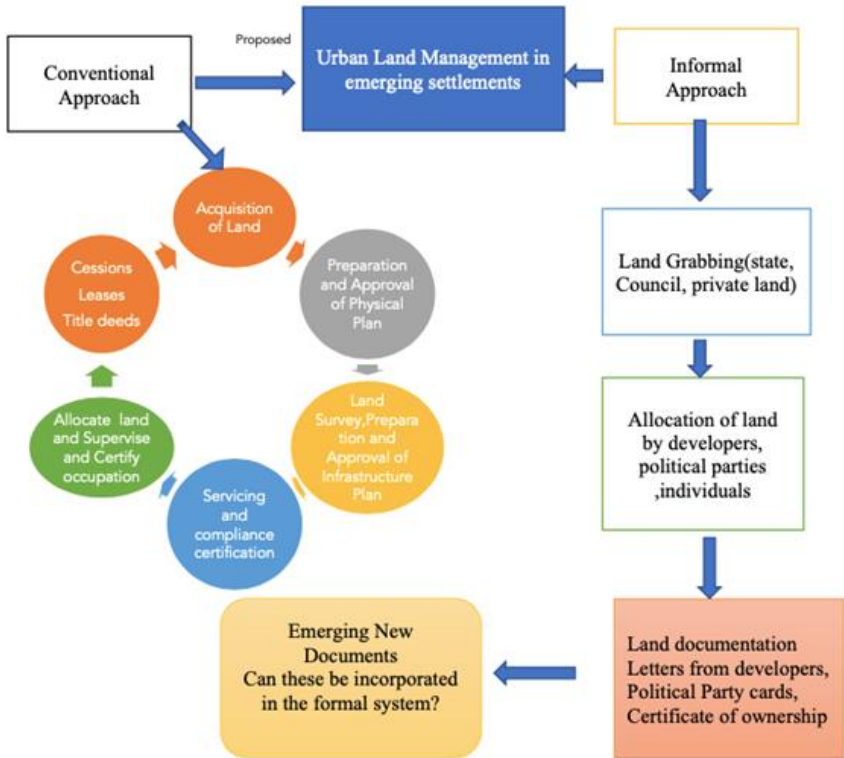 Conventional
Approach
Proposed
Urban Land Management in
emerging settlements
Informal
Approach
Acquisition
of Land
Preparation
and Approval
of Physical
Plan
Land
Survey,Prepara
tion and
Approval of
Infrastructure
Plan
Servicing
and
compliance
certification
Allocate land
and Supervise
and Certify
occupation
Cessions
Leases
Title deeds
Land Grabbing(state,
Council, private land)
Allocation of land
by developers,
political parties
,individuals
Land documentation
Letters from developers,
Political Party cards,
Certificate of ownership
Emerging New
Documents
Can these be incorporated
in the formal system?